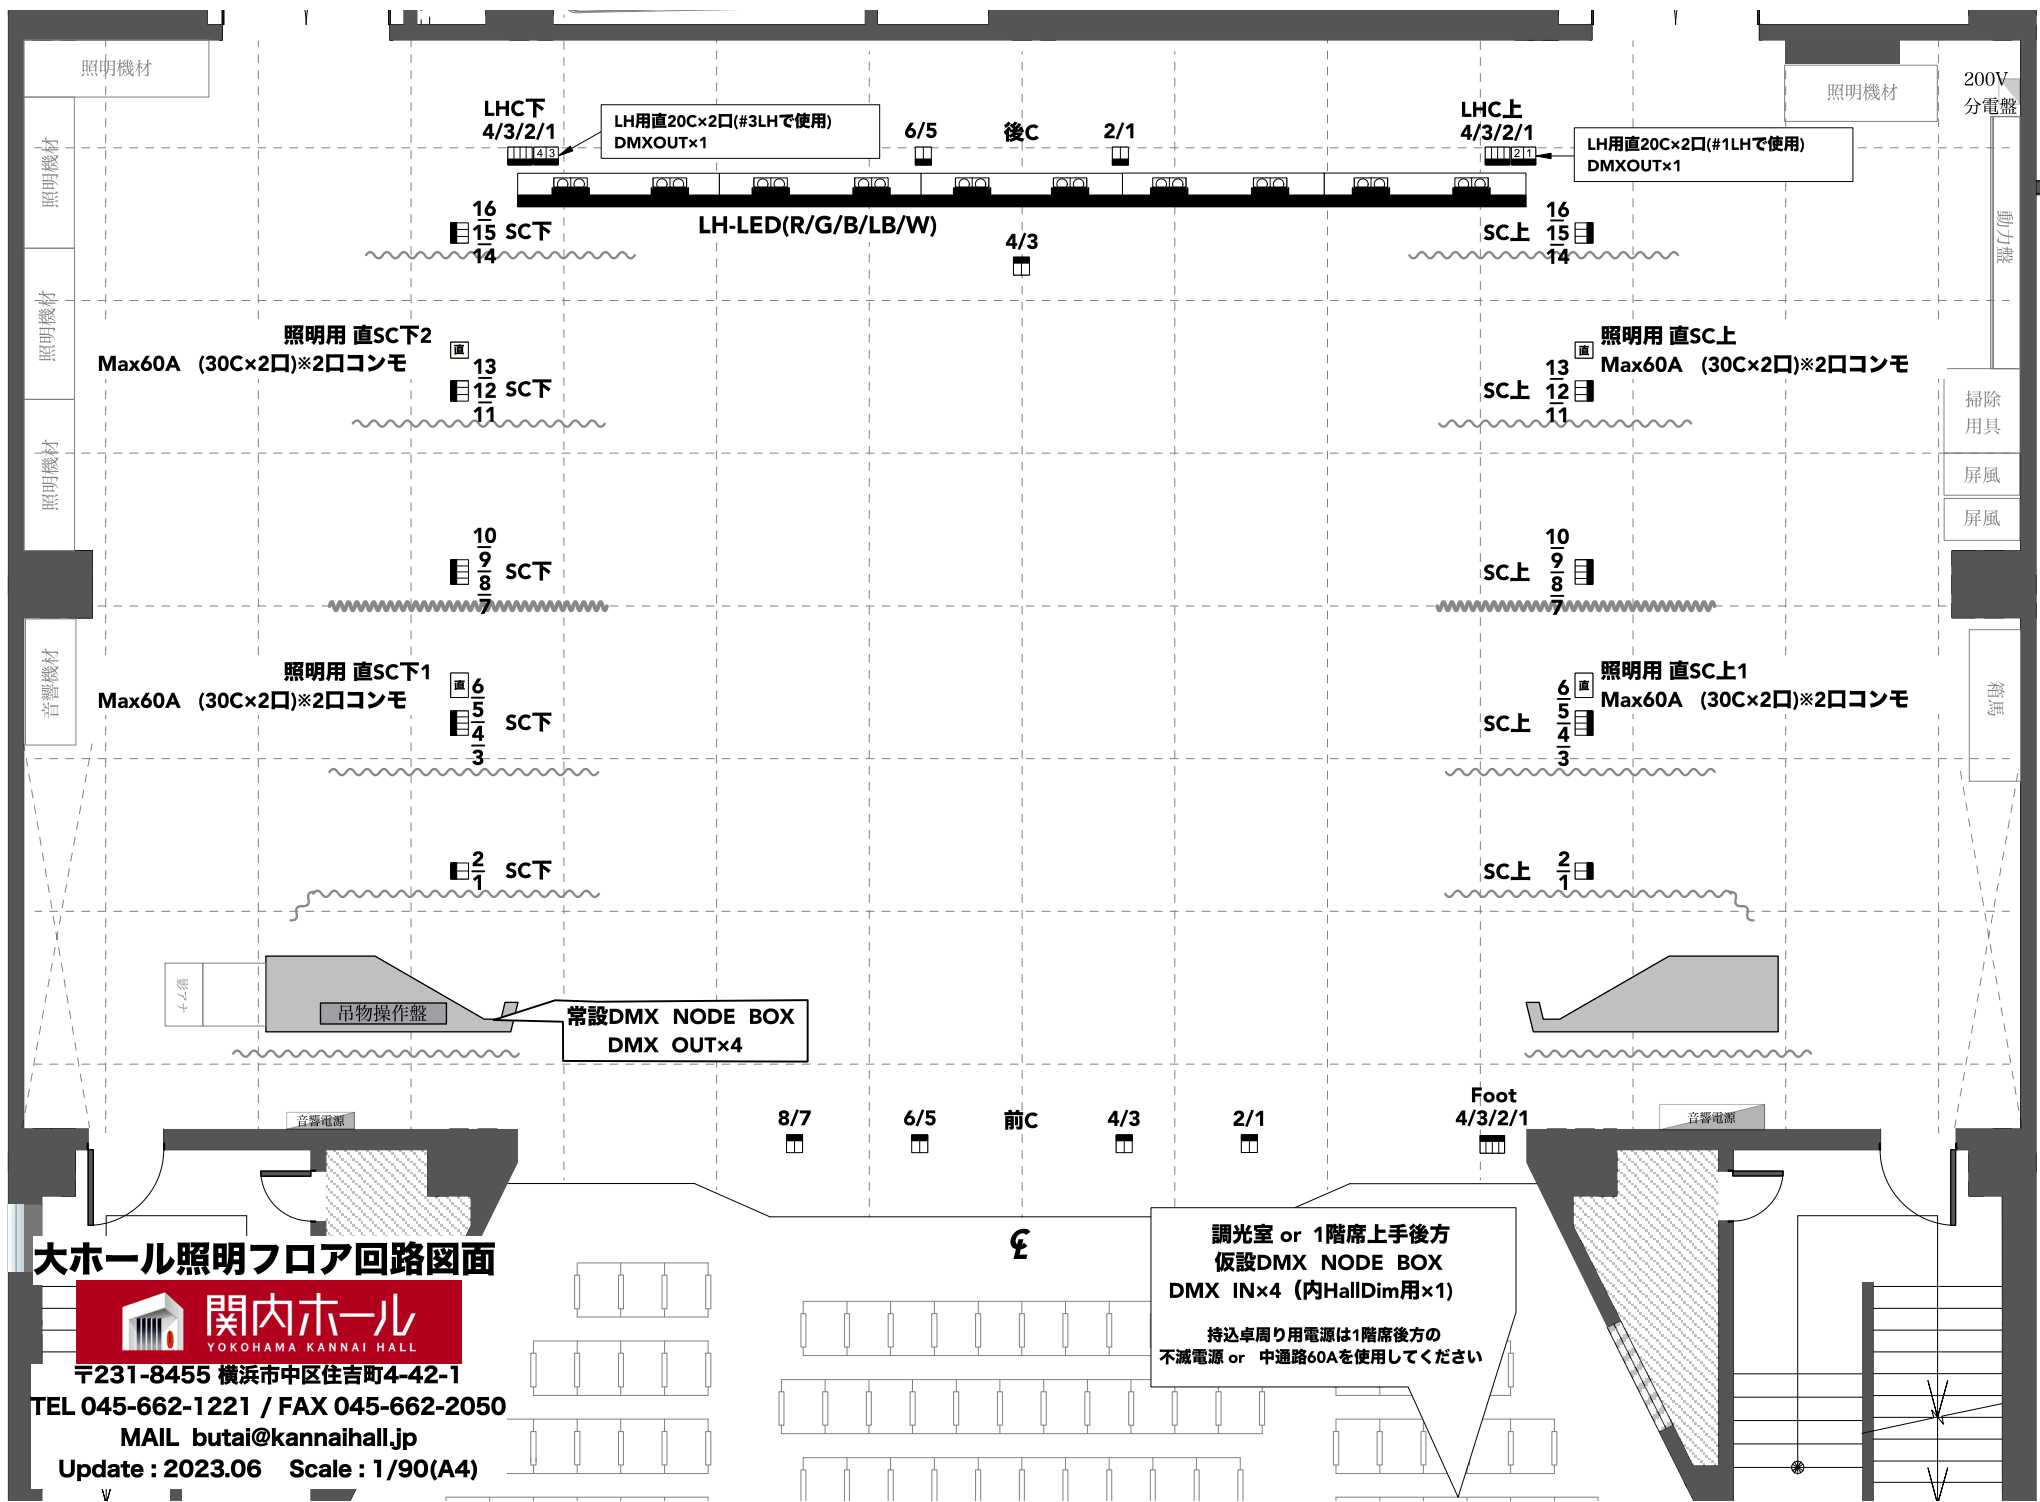 照明機材
照明機材
200V
分電盤
LHC下
4/3/2/1
4 3
LH用直20C×2口(#3LHで使用)
DMXOUT×1
6/5
後C
2/1
LHC上
4/3/2/1
2 1
LH用直20C×2口(#1LHで使用)
DMXOUT×1
照明機材
動力盤
LH-LED(R/G/B/LB/W)
16
15
14
SC下
4/3
SC上
16
15
14
照明機材
照明用 直SC下2
Max60A (30C×2口)※2口コンモ
直
13
12
11
SC下
直
照明用 直SC上
Max60A (30C×2口)※2口コンモ
SC上
13
12
11
掃除
用具
照明機材
屏風
屏風
10
9
8
7
SC下
SC上
10
9
8
7
音響機材
照明用 直SC下1
Max60A (30C×2口)※2口コンモ
直
6
5
4
3
SC下
直
照明用 直SC上1
Max60A (30C×2口)※2口コンモ
SC上
6
5
4
3
箱馬
2
1
SC下
SC上
2
1
影アナ
吊物操作盤
常設DMX NODE BOX
DMX OUT×4
音響電源
8/7
6/5
前C
4/3
2/1
Foot
4/3/2/1
音響電源
大ホール照明フロア回路図面
関内ホール
YOKOHAMA KANNAI HALL
〒231-8455 横浜市中区住吉町4-42-1
TEL 045-662-1221 / FAX 045-662-2050
MAIL butai@kannaihall.jp
Update : 2023.06 Scale : 1/90(A4)
調光室 or 1階席上手後方
仮設DMX NODE BOX
DMX IN×4（内HallDim用×1)
持込卓周り用電源は1階席後方の
不滅電源 or 中通路60Aを使用してください